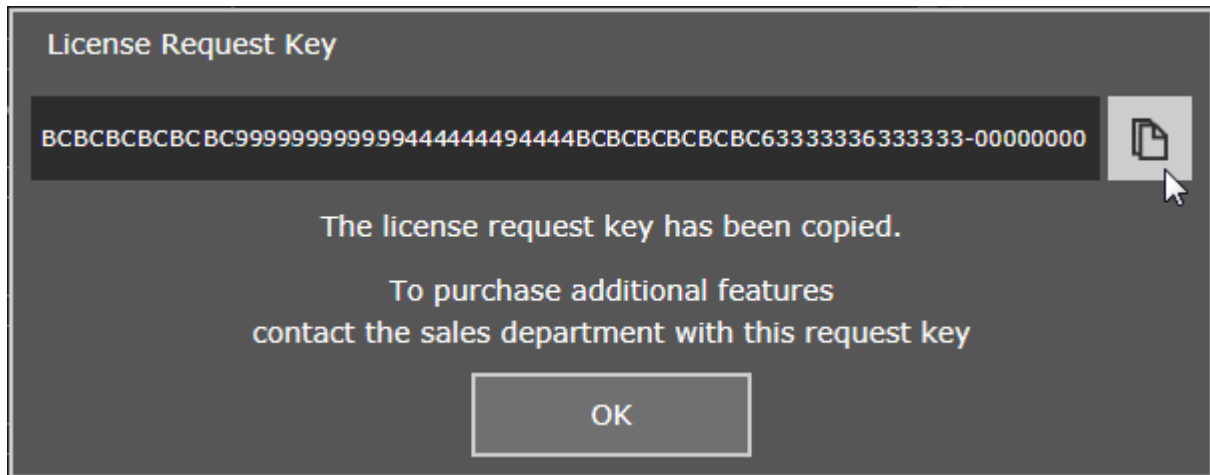 License Request Key
BCBCBCBCBCBC9999999999994444444494444BCBCBCBCBCBC63333336333333-00000000
The license request key has been copied.
To purchase additional features
contact the sales department with this request key
OK